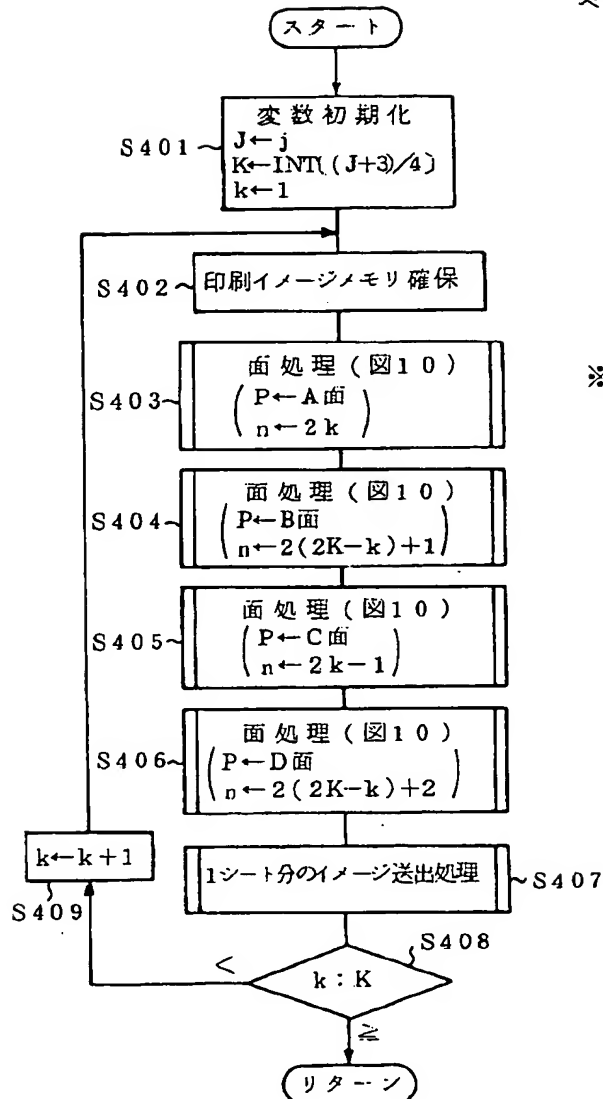 スタート
変数初期化
J←j
K←INT((J+3)/4)
k←1
S401
印刷イメージメモリ確保
S402
面処理(図10)
P←A面
n←2k
S403
※
面処理(図10)
P←B面
n←2(2K-k)+1
S404
面処理(図10)
P←C面
n←2k-1
S405
面処理(図10)
P←D面
n←2(2K-k)+2
S406
k←k+1
S409
1シート分のイメージ送出処理
S407
S408
<
k:K
≧
リターン